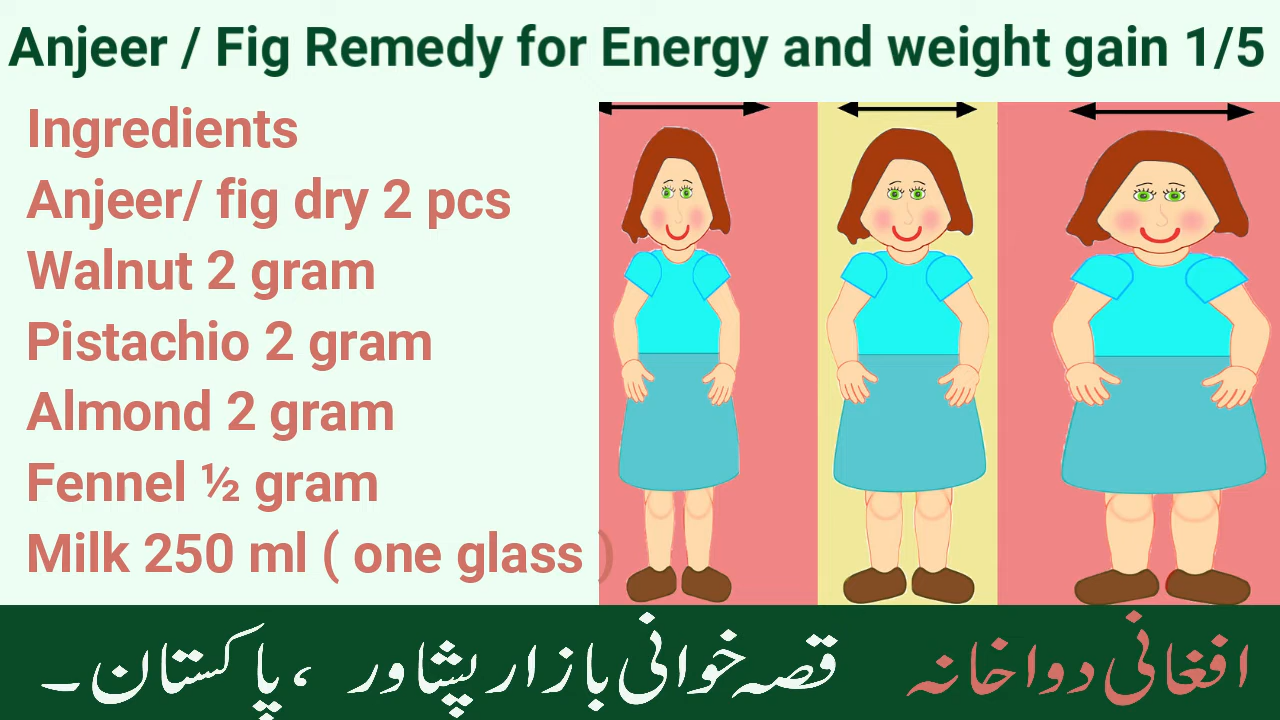 Anjeer / Fig Remedy for Energy and weight gain 1/5
Ingredients
Anjeer/ fig dry 2 pcs
Walnut 2 gram
Pistachio 2 gram
Almond 2 gram
Fennel ½ gram
Milk 250 ml ( one glass )
افغانی دواخانہ قصہ خوانی بازار پشاور ، پاکستان۔